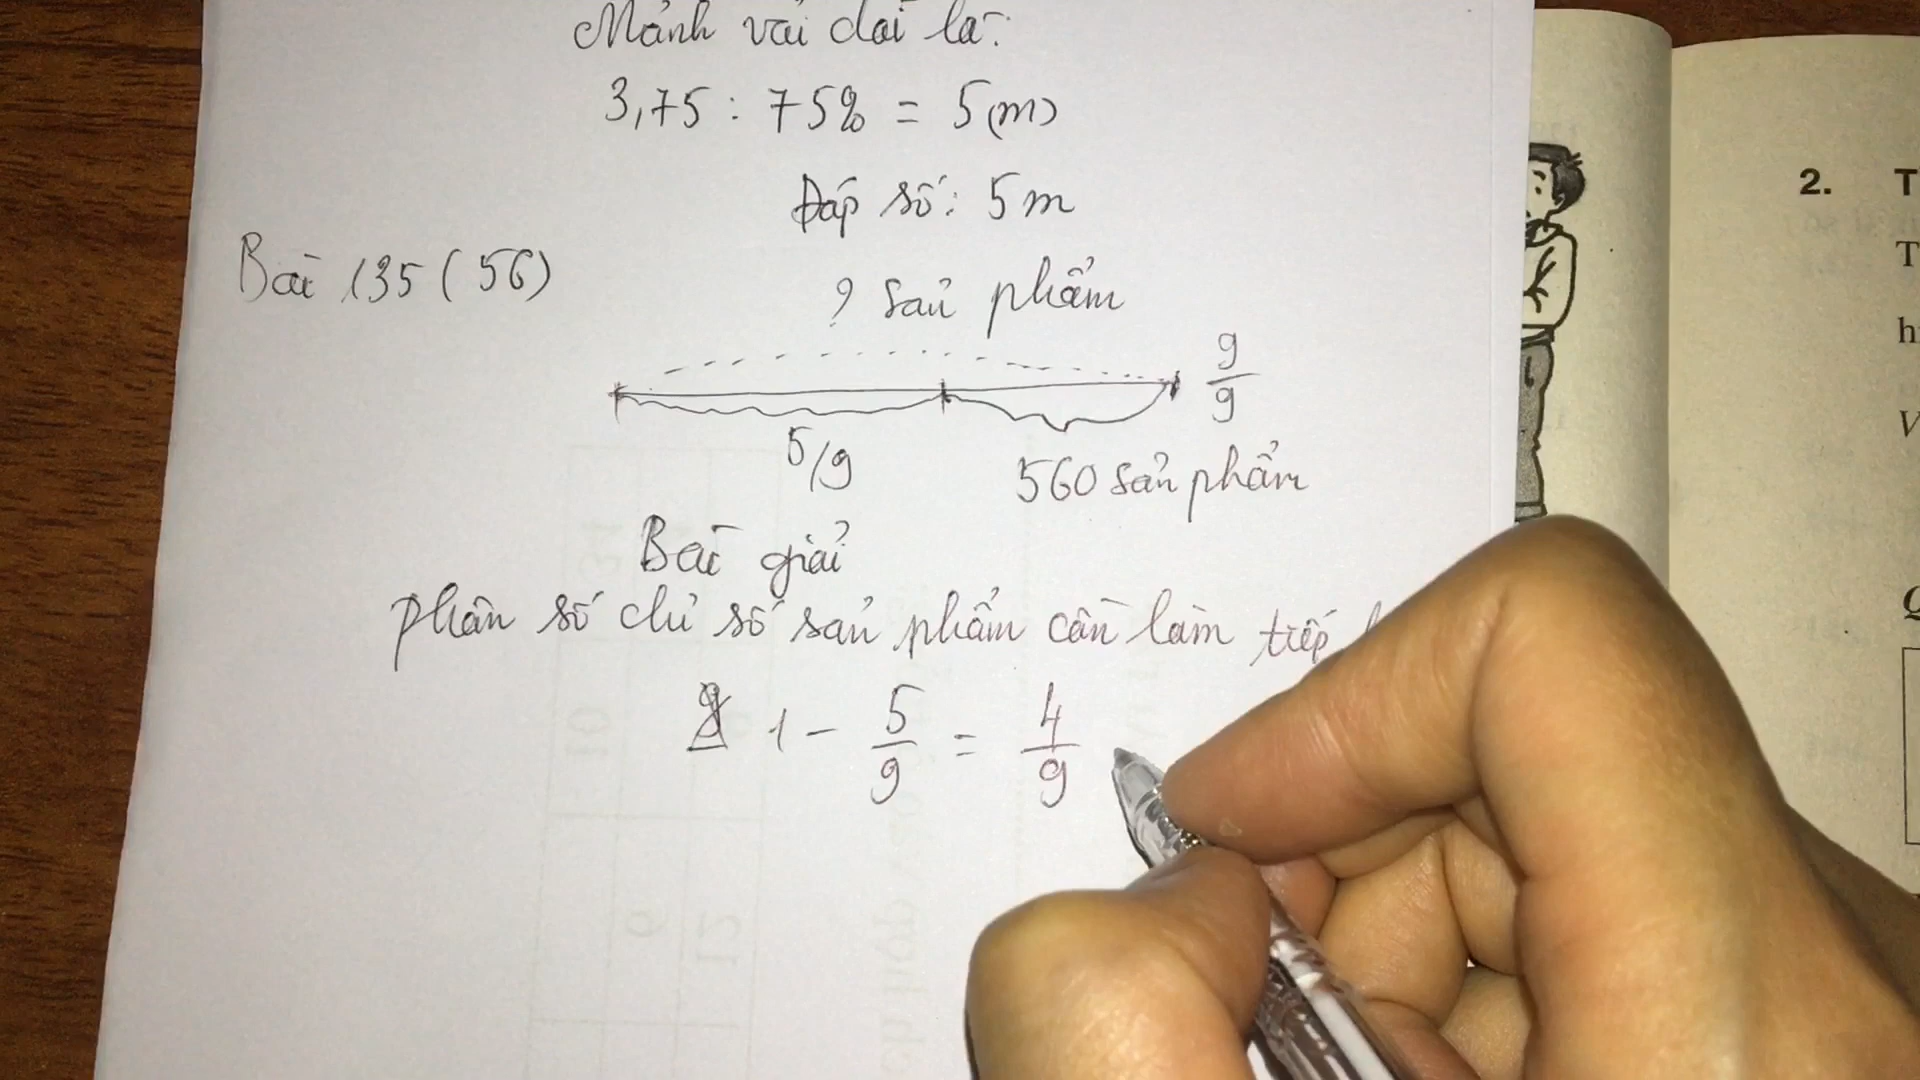 Mảnh vải dài là:
3,75 : 75% = 5 (m)
Đáp số: 5 m
Bài 135 (56)
? sản phẩm
9/9
5/9
560 sản phẩm
Bài giải
phân số chỉ số sản phẩm cần làm tiếp
1 - 5/9 = 4/9
2. T
T
h
V